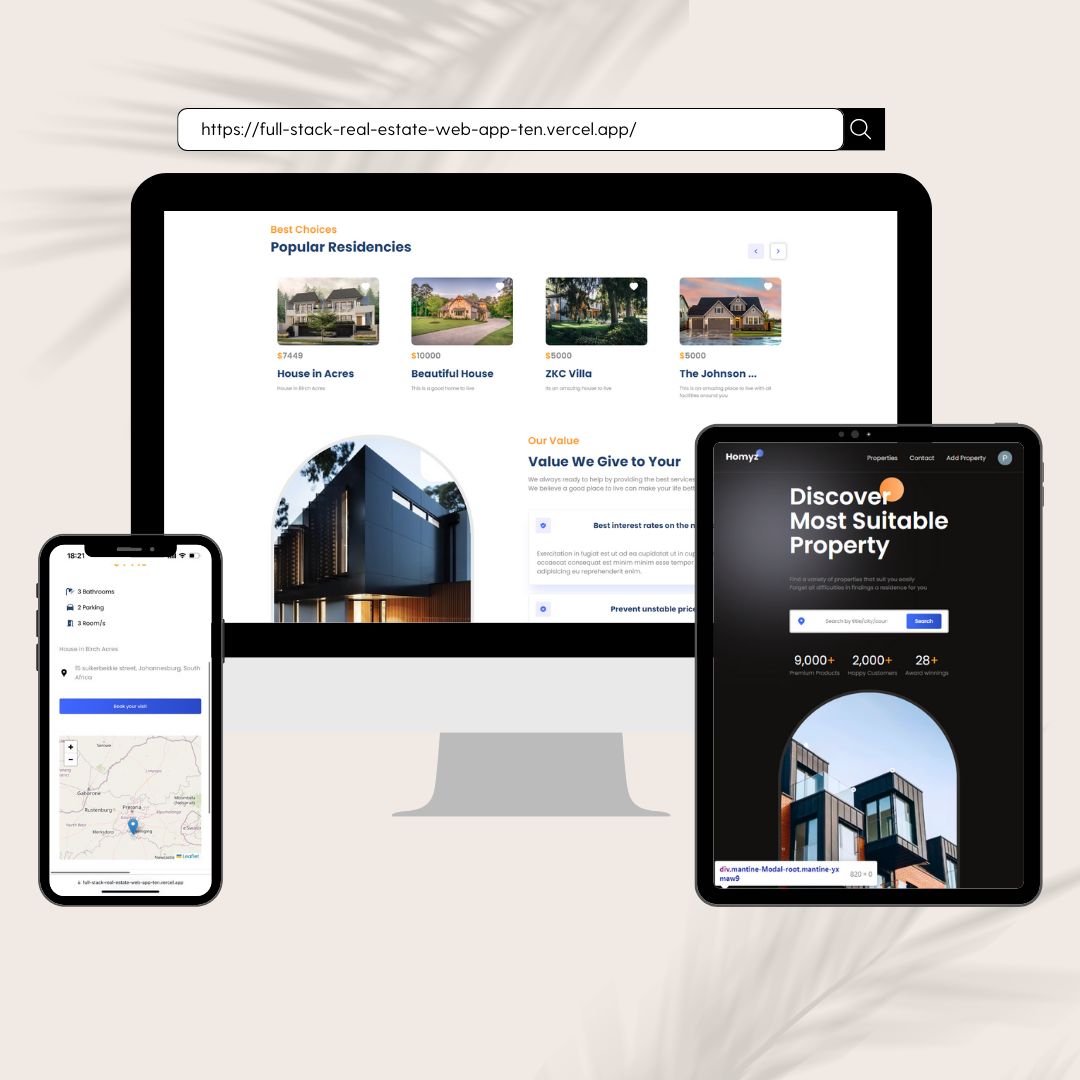 https://full-stack-real-estate-web-app-ten.vercel.app/
Best Choices
Popular Residencies
$7449
House in Acres
House in Birch Acres
$10000
Beautiful House
This is a good home to live
$5000
ZKC Villa
Its an amazing house to live
$5000
The Johnson ...
This is an amazing place to live with all
facilities around you
Our Value
Value We Give to Your
We always ready to help by providing the best services
We believe a good place to live can make your life bett
Best interest rates on the m
Exercitation in fugiat est ut ad ea cupidatat ut in cup
occaecat consequat est minim minim esse tempor
adipisicing eu reprehenderit enim.
Prevent unstable price
Homyz
Properties
Contact
Add Property
P
Discover
Most Suitable
Property
Find a variety of properties that suit you easily
Forget all difficulties in finding a residence for you
Search by title/city/coun
Search
9,000+
Premium Products
2,000+
Happy Customers
28+
Award winnings
div.mantine-Modal-root.mantine-yx
maw9
820 × 0
18:21
3 Bathrooms
2 Parking
3 Room/s
House in Birch Acres
15 suikerbekkie street, Johannesburg, South
Africa
Book your visit
+
−
Gaborone
Rustenburg
Pretoria
Newcastle
Leaflet
full-stack-real-estate-web-app-ten.vercel.app